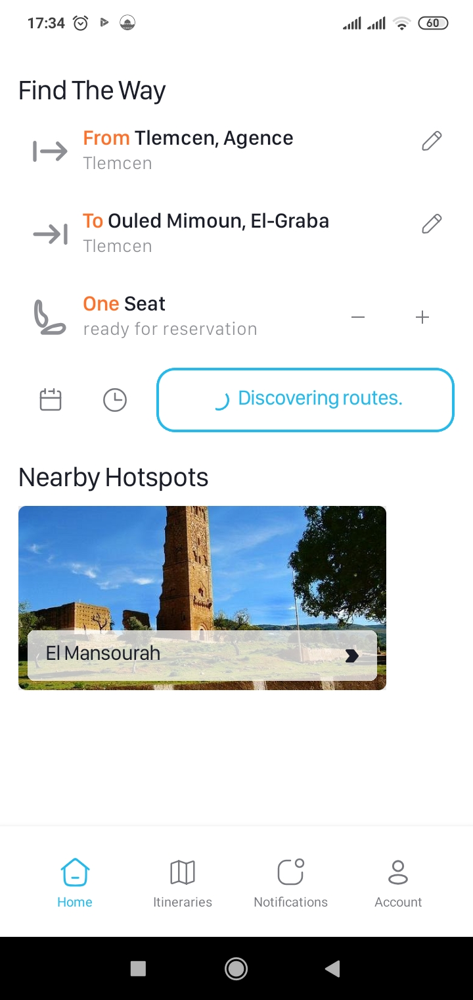 17:34
60
Find The Way
From Tlemcen, Agence
Tlemcen
To Ouled Mimoun, El-Graba
Tlemcen
One Seat
ready for reservation
Discovering routes.
Nearby Hotspots
El Mansourah
Home
Itineraries
Notifications
Account